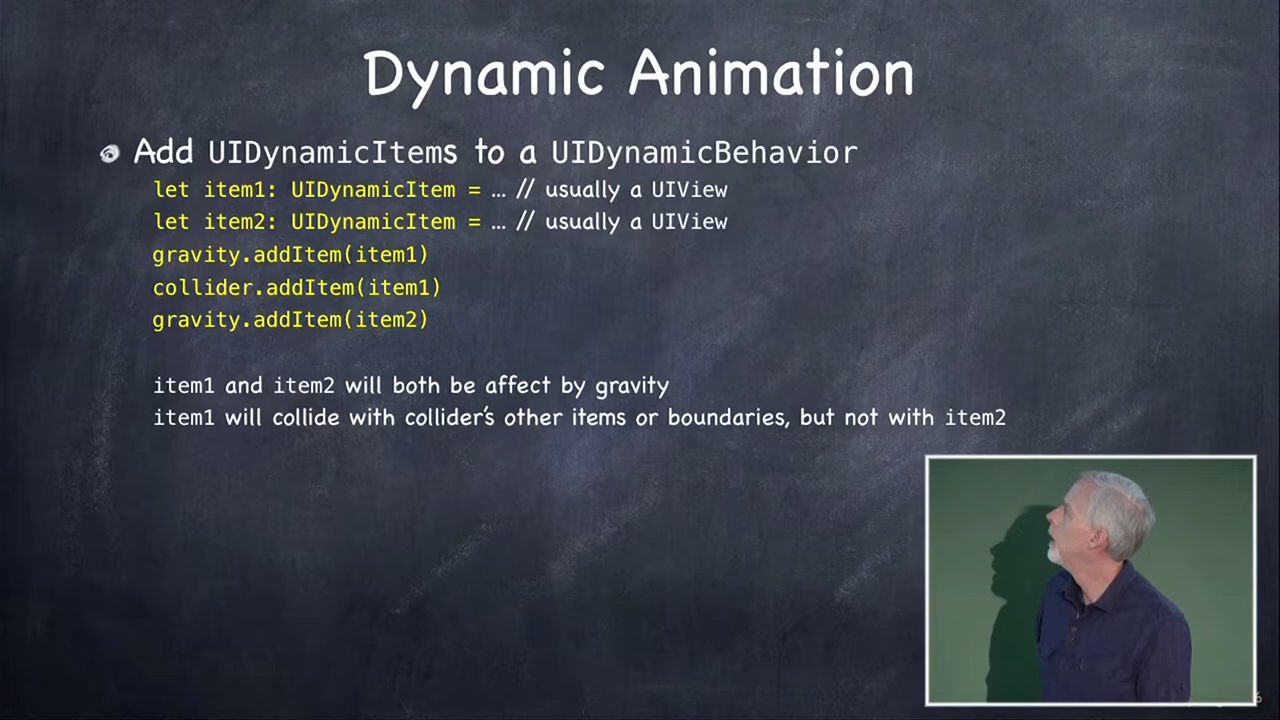 Dynamic Animation
Add UIDynamicItems to a UIDynamicBehavior
let item1: UIDynamicItem = … // usually a UIView
let item2: UIDynamicItem = … // usually a UIView
gravity.addItem(item1)
collider.addItem(item1)
gravity.addItem(item2)
item1 and item2 will both be affect by gravity
item1 will collide with collider’s other items or boundaries, but not with item2